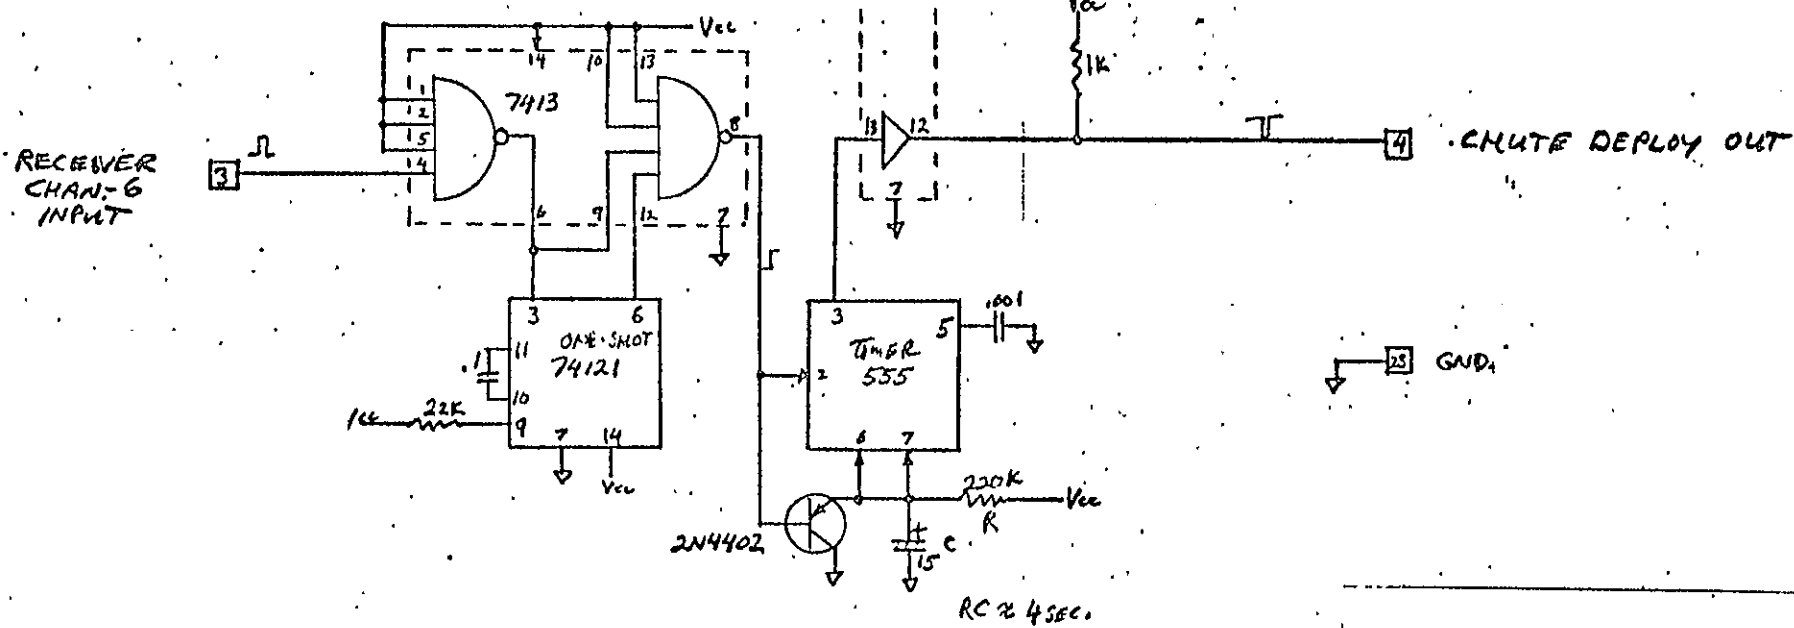 Vcc
14
10
13
1
2
5
4
7413
8
RECEIVER
CHAN.-6
INPUT
3
6
9
12
7
3
6
ONE-SHOT
74121
11
10
9
.1
22K
7
14
Vcc
13
12
7
1K
4
CHUTE DEPLOY OUT
3
5
.001
TIMER
555
2
6
7
220K
R
Vcc
2N4402
+
C
15
RC ≈ 4 SEC.
GND.